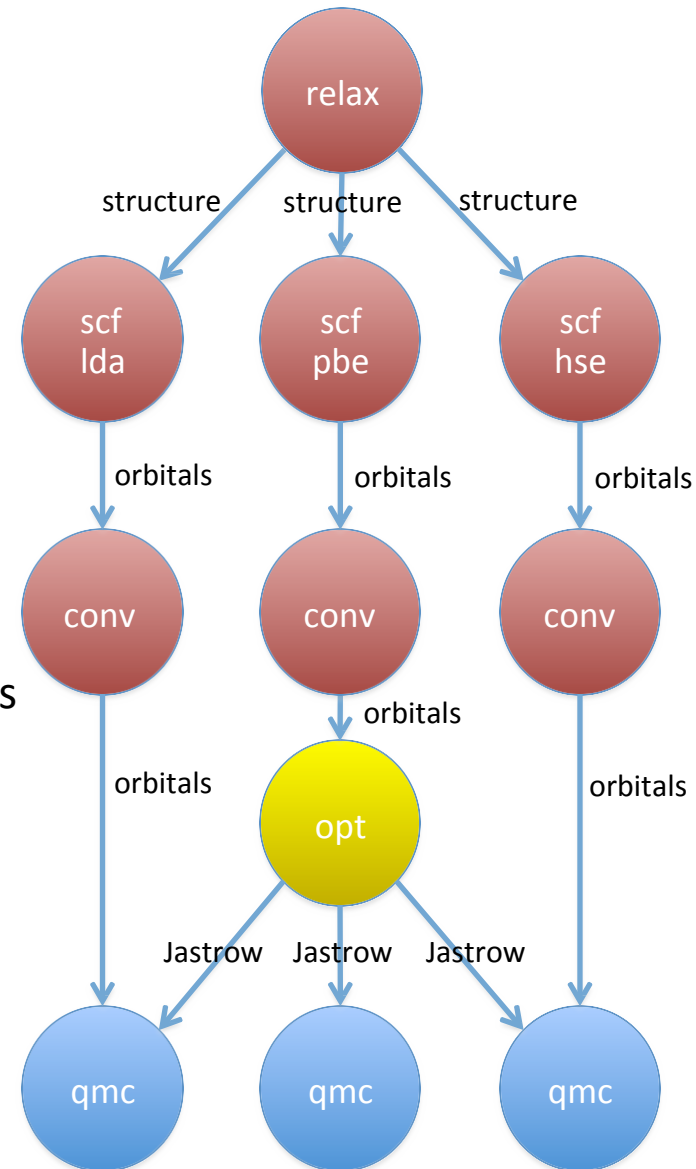 relax
structure
structure
structure
scf
lda
scf
pbe
scf
hse
orbitals
orbitals
orbitals
conv
conv
conv
s
orbitals
orbitals
orbitals
opt
Jastrow
Jastrow
Jastrow
qmc
qmc
qmc